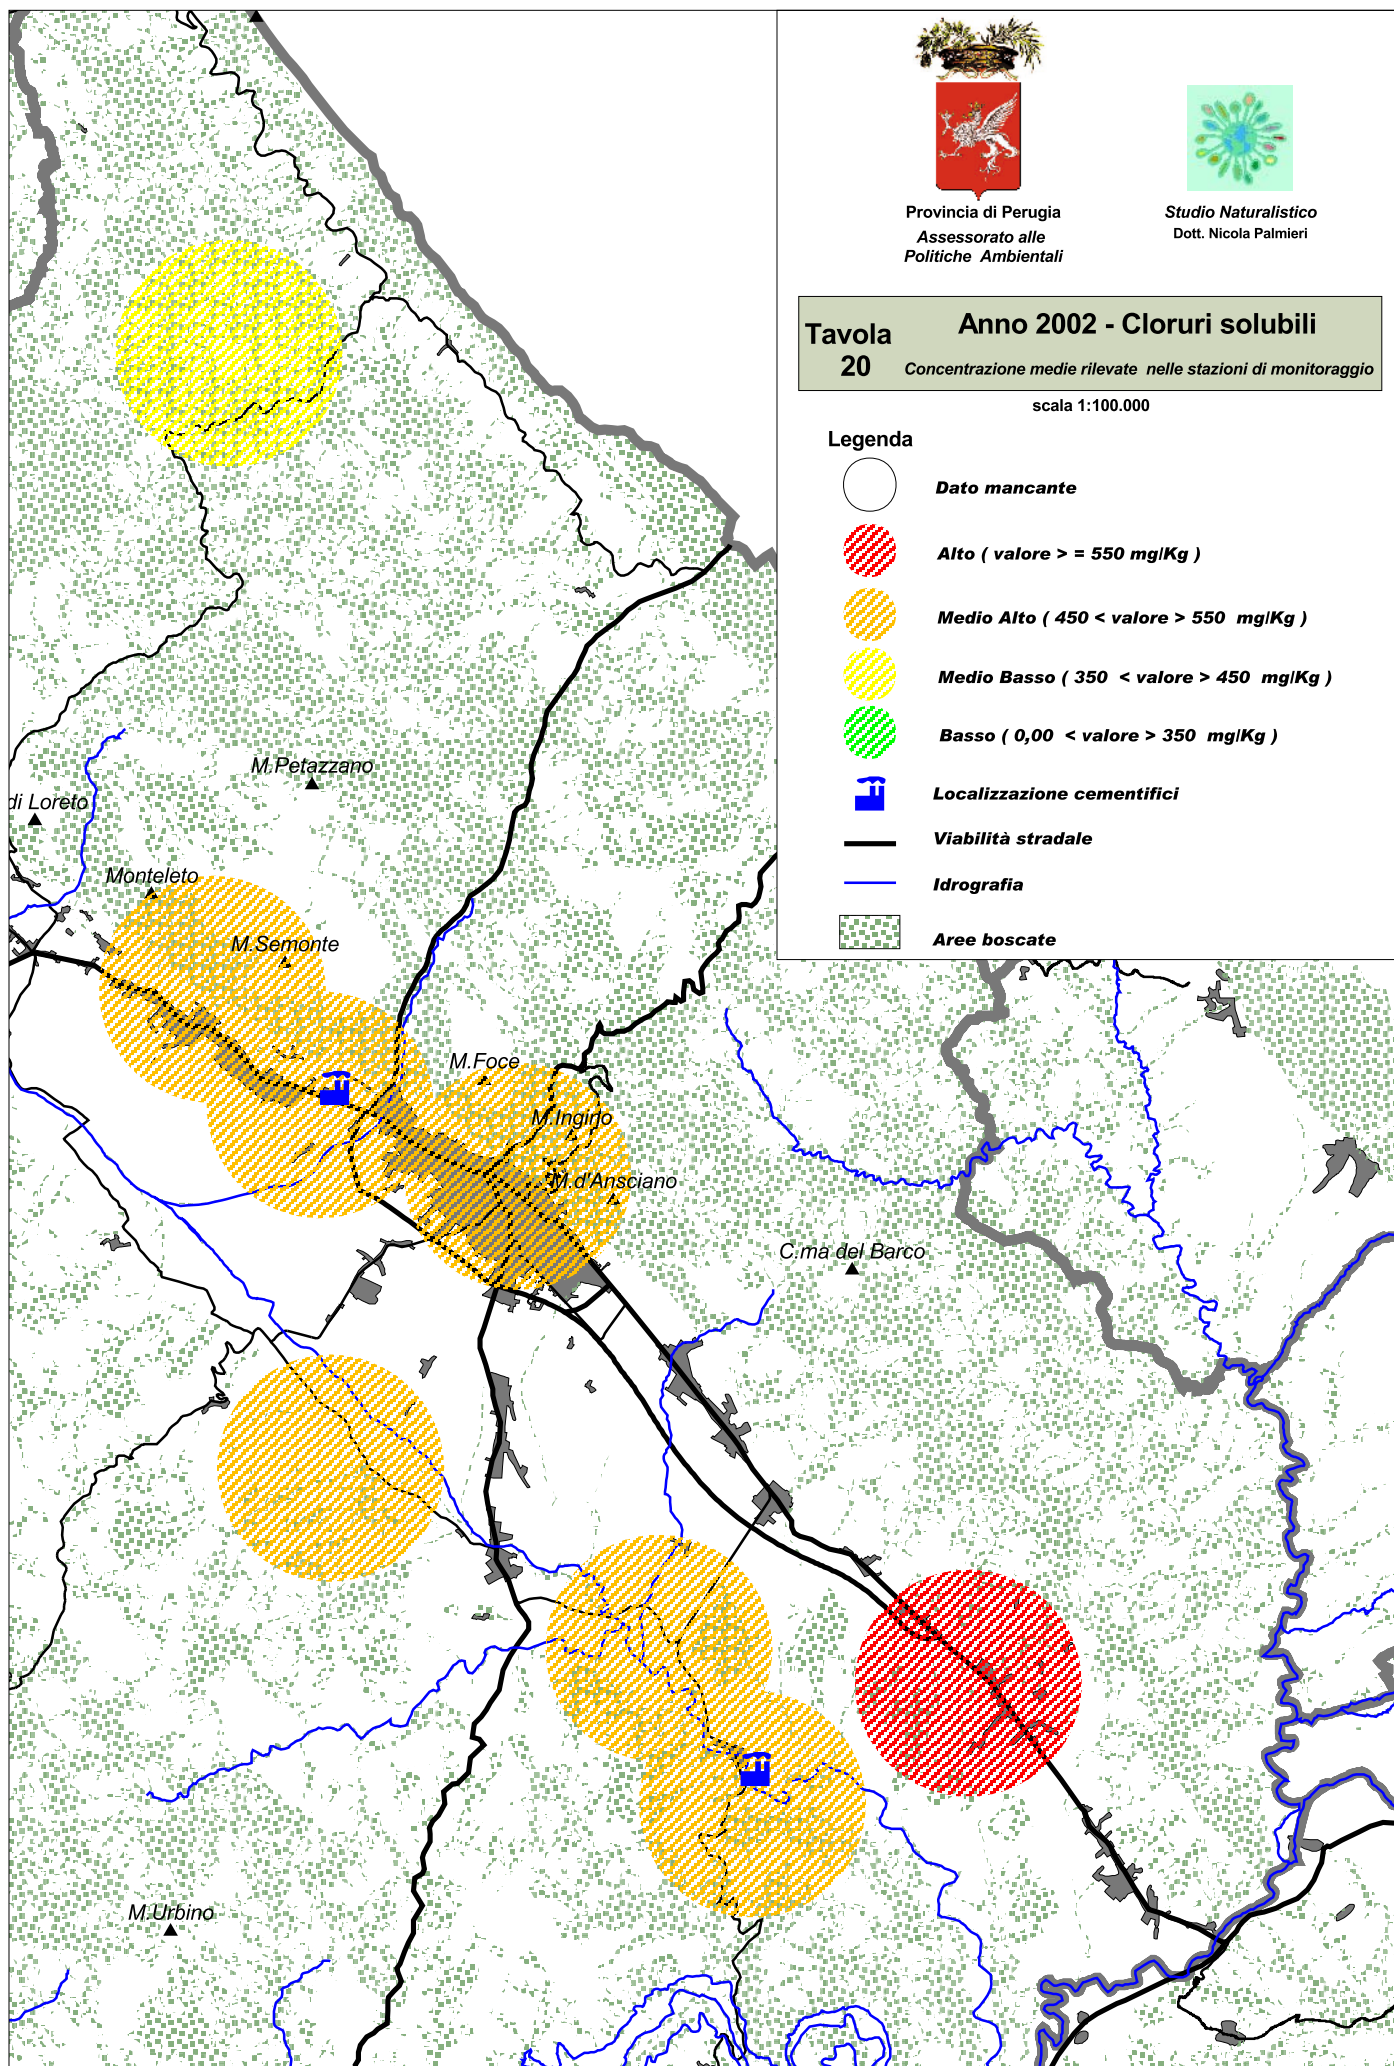 Provincia di Perugia
Assessorato alle
Politiche Ambientali
Studio Naturalistico
Dott. Nicola Palmieri
Tavola
20
Anno 2002 - Cloruri solubili
Concentrazione medie rilevate nelle stazioni di monitoraggio
scala 1:100.000
Legenda
Dato mancante
Alto ( valore > = 550 mg/Kg )
Medio Alto ( 450 < valore > 550 mg/Kg )
Medio Basso ( 350 < valore > 450 mg/Kg )
Basso ( 0,00 < valore > 350 mg/Kg )
Localizzazione cementifici
Viabilità stradale
Idrografia
Aree boscate
M.Petazzano
di Loreto
Monteleto
M.Semonte
M.Foce
M.Ingino
M.d'Ansciano
C.ma del Barco
M.Urbino